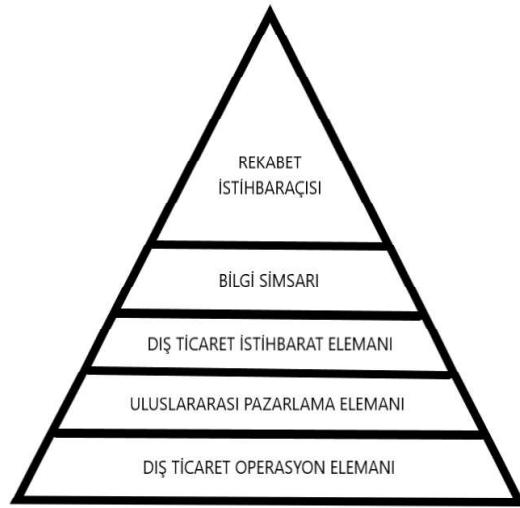 REKABET
İSTİHBARAÇISI
BİLGİ SİMSARI
DIŞ TİCARET İSTİHBARAT ELEMANI
ULUSLARARASI PAZARLAMA ELEMANI
DIŞ TİCARET OPERASYON ELEMANI